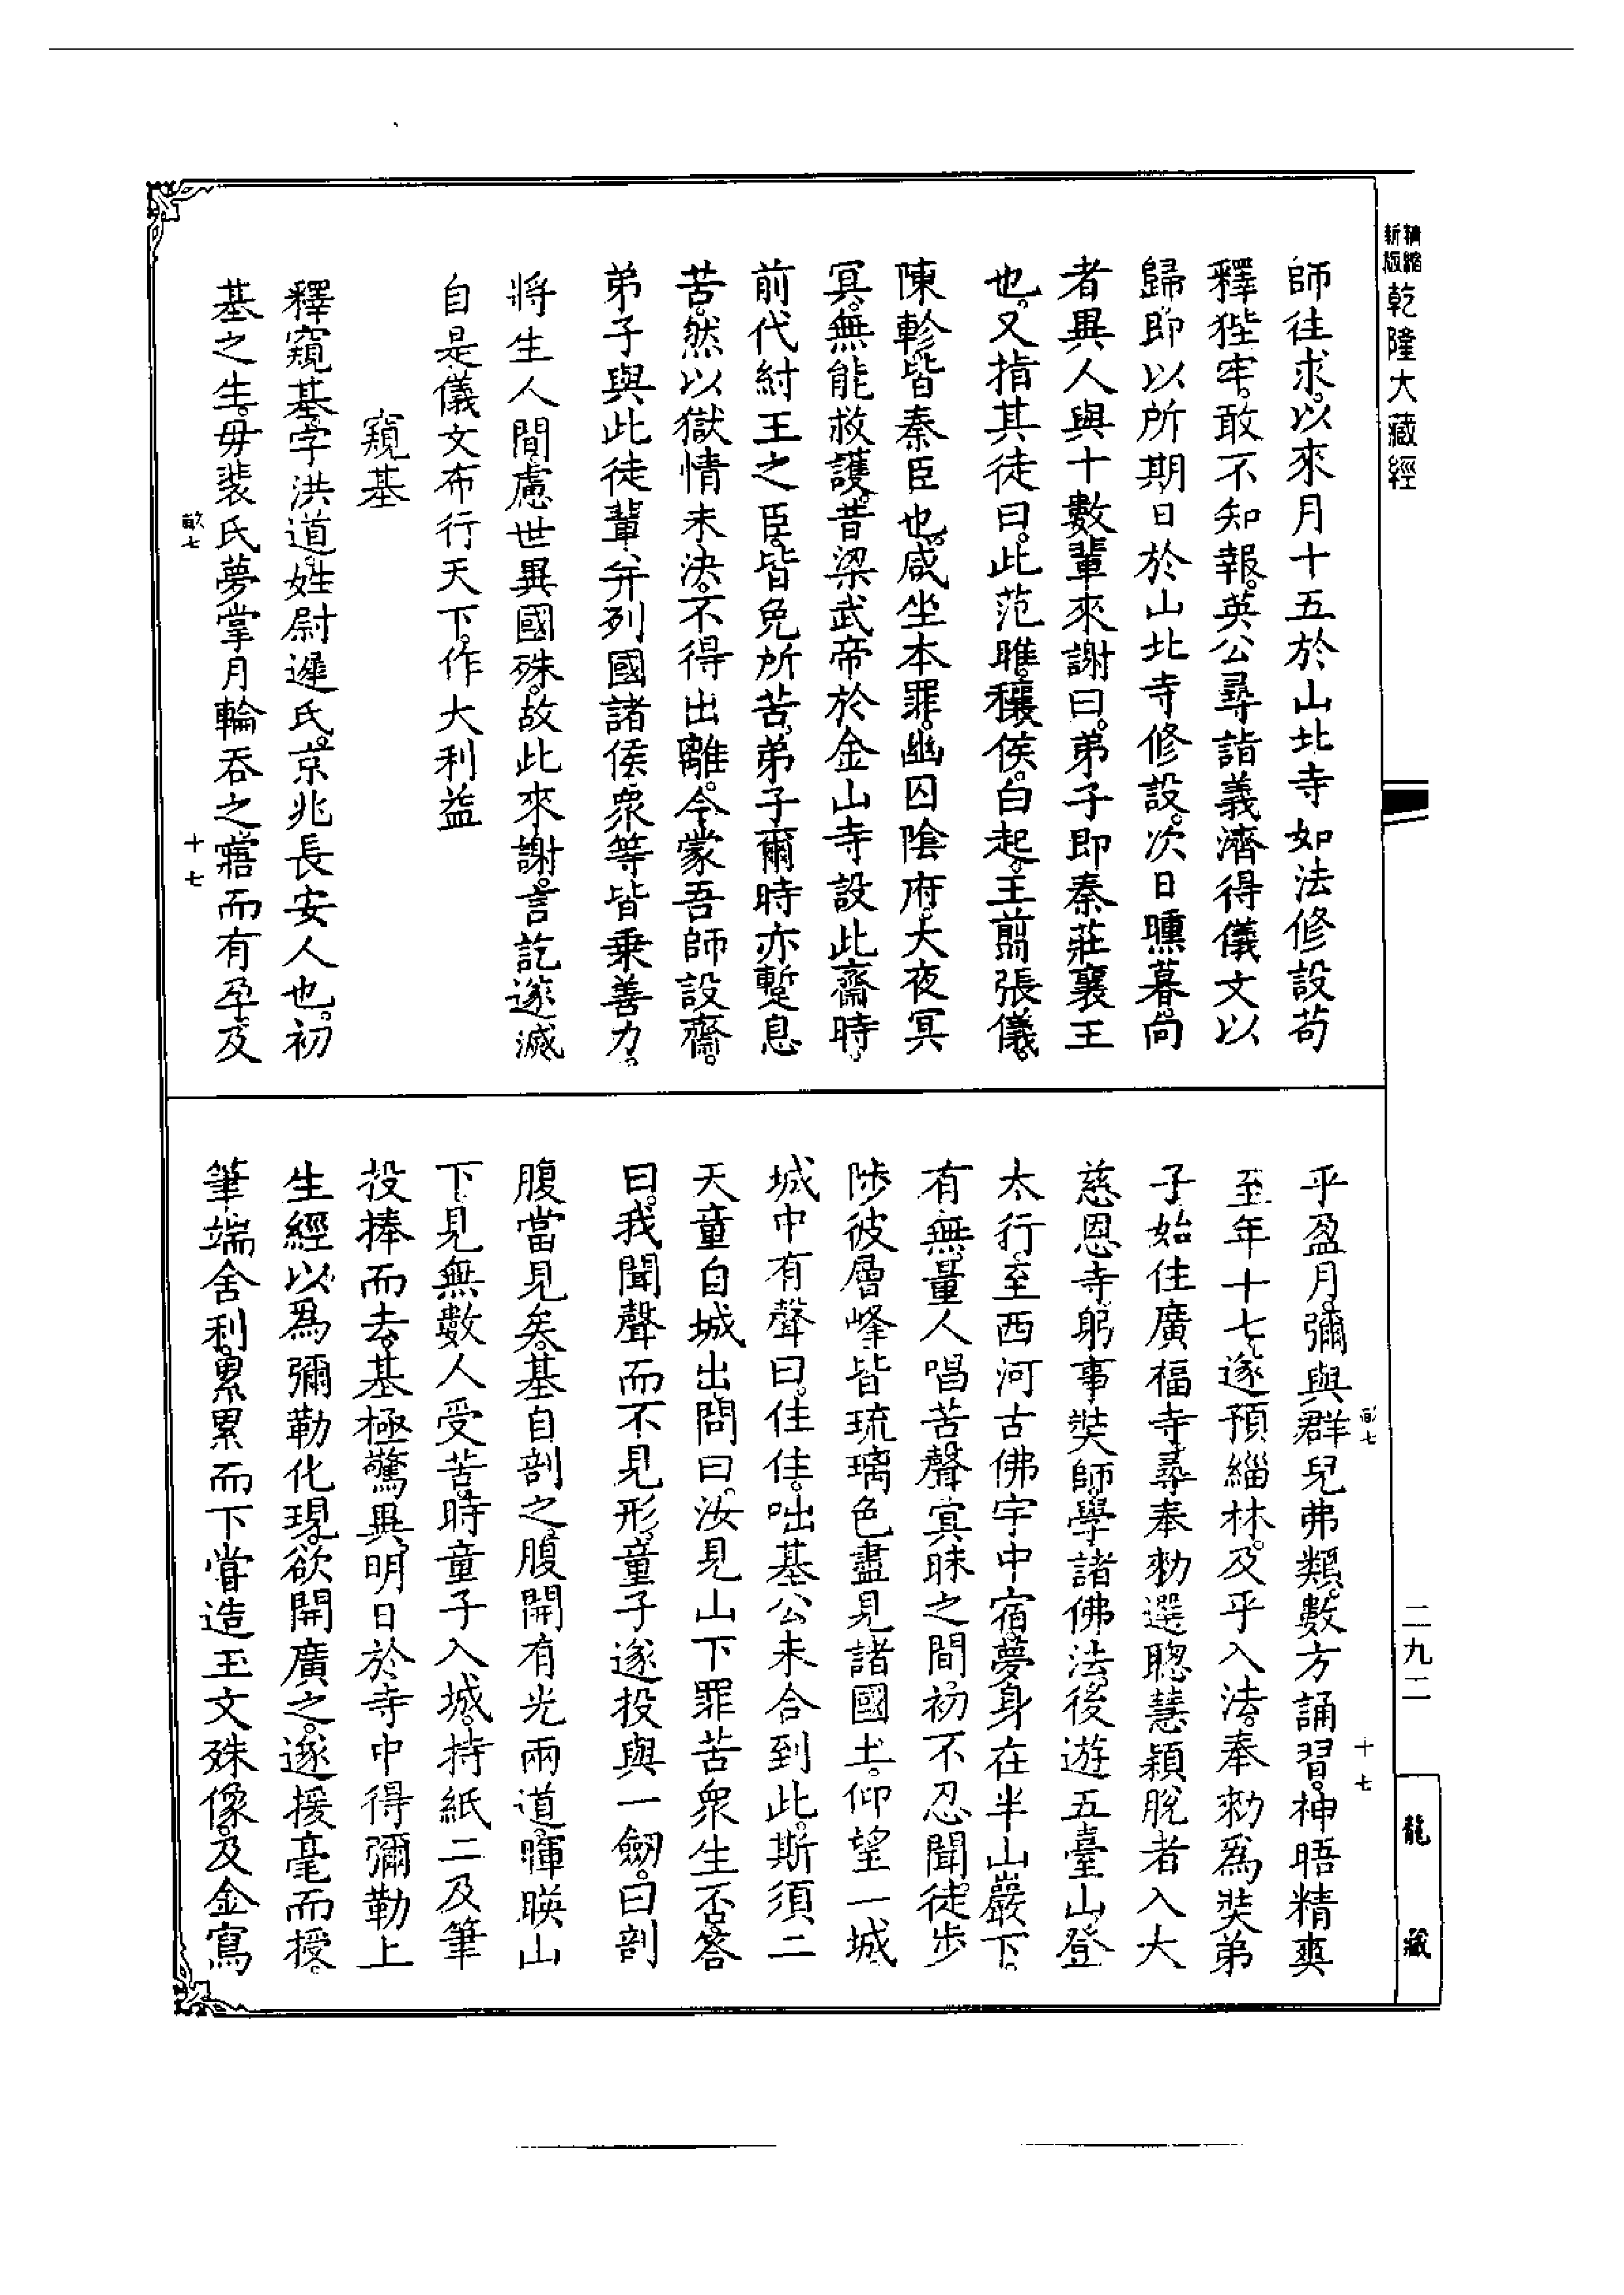 精縮新版乾隆大藏經
師往求。以來月十五於山北寺如法修設苟
釋狴牢。敢不知報。英公尋詣義濟得儀文以
歸。即以所期日於山北寺修設。次日曛暮。向
者異人與十數輩來謝曰。弟子即秦莊襄王
也。又指其徒曰。此范雎。穰侯。白起。王翦。張儀。
陳軫。皆秦臣也。咸坐本罪。幽囚陰府。大夜冥
冥。無能救護。昔梁武帝於金山寺設此齋時。
前代紂王之臣。皆免所苦。弟子爾時亦蹔息
苦。然以獄情未決。不得出離。今蒙吾師設齋。
弟子與此徒輩。并列國諸侯。衆等皆乗善力。
將生人間。慮世異國殊。故此來謝。言訖遂滅
自是儀文布行天下。作大利益
窺基
釋窺基。字洪道。姓尉遲氏。京兆長安人也。初
基之生。毋裴氏夢掌月輪吞之。寤而有孕。及
畝七
十七
乎盈月。彌與群兒弗類。數方誦習。神晤精爽
至年十七。遂預緇林。及乎入法。奉勑爲奘弟
子始住廣福寺。尋奉勑選聰慧穎脫者入大
慈恩寺。躬事奘師。學諸佛法。後遊五臺山。登
太行。至西河古佛宇中宿。夢身在半山巖下。
有無量人唱苦聲。冥昧之間。初不忍聞。徒步
陟彼層峰。皆琉璃色。盡見諸國土。仰望一城
城中有聲曰。住住。咄基公未合到此。斯須二
天童自城出。問曰。汝見山下罪苦衆生不。答
曰。我聞聲而不見形。童子遂投與一劒。曰剖
腹當見矣。基自剖之。腹開有光兩道。暉暎山
下。見無數人受苦。時童子入城。持紙二及筆
投捧而去。基極驚異。明日於寺中得彌勒上
生經。以爲彌勒化現。欲開廣之。遂援毫而授。
筆端舍利。累累而下。甞造玉文殊像。及金寫
畝七
十七
二九二
龍藏